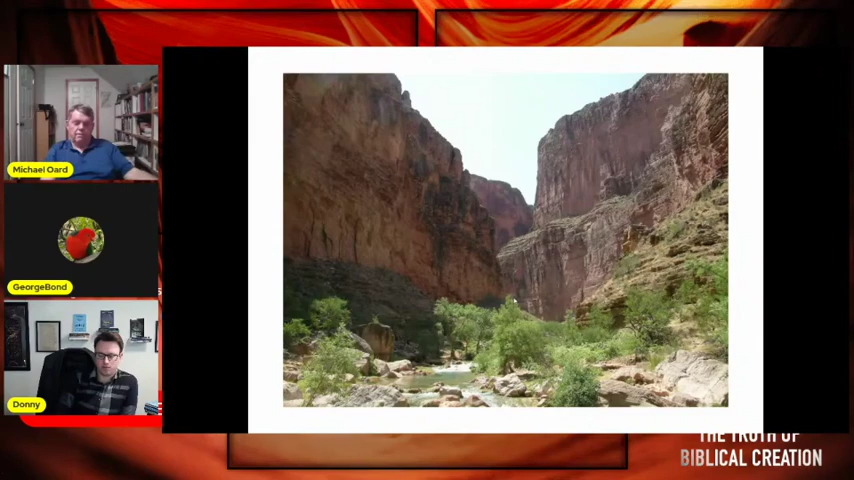 Michael Oard
GeorgeBond
Donny
THE TRUTH OF
BIBLICAL CREATION